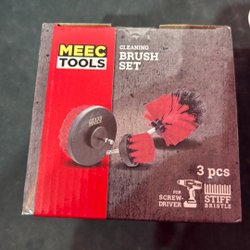 MEEC
TOOLS
CLEANING
BRUSH
SET
3 pcs
FOR
SCREW-
DRIVER
STIFF
BRISTLE